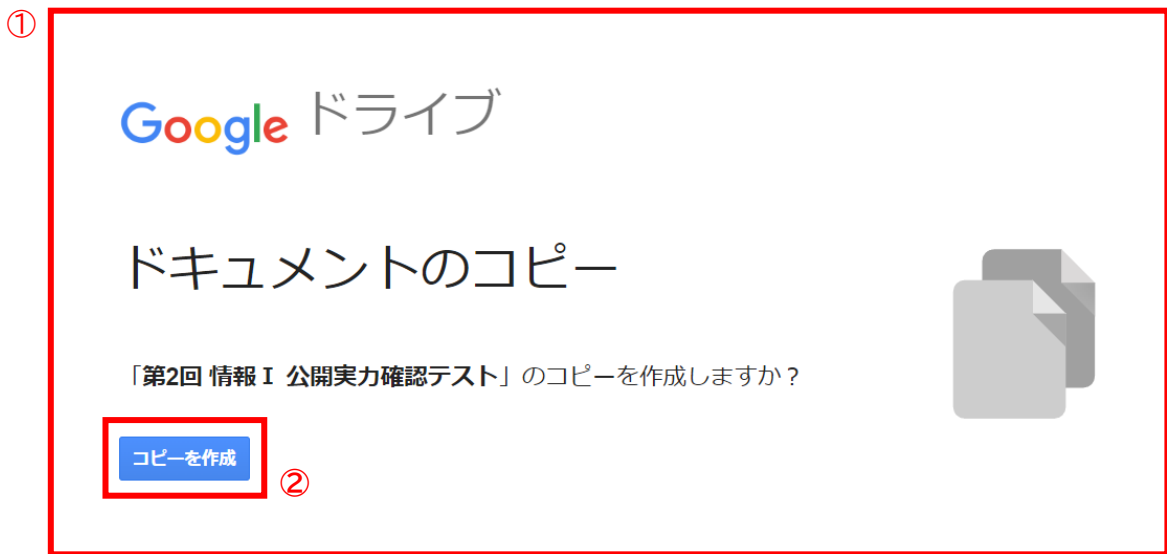 ①
Google ドライブ
ドキュメントのコピー
「第2回 情報Ⅰ 公開実力確認テスト」のコピーを作成しますか？
コピーを作成
②